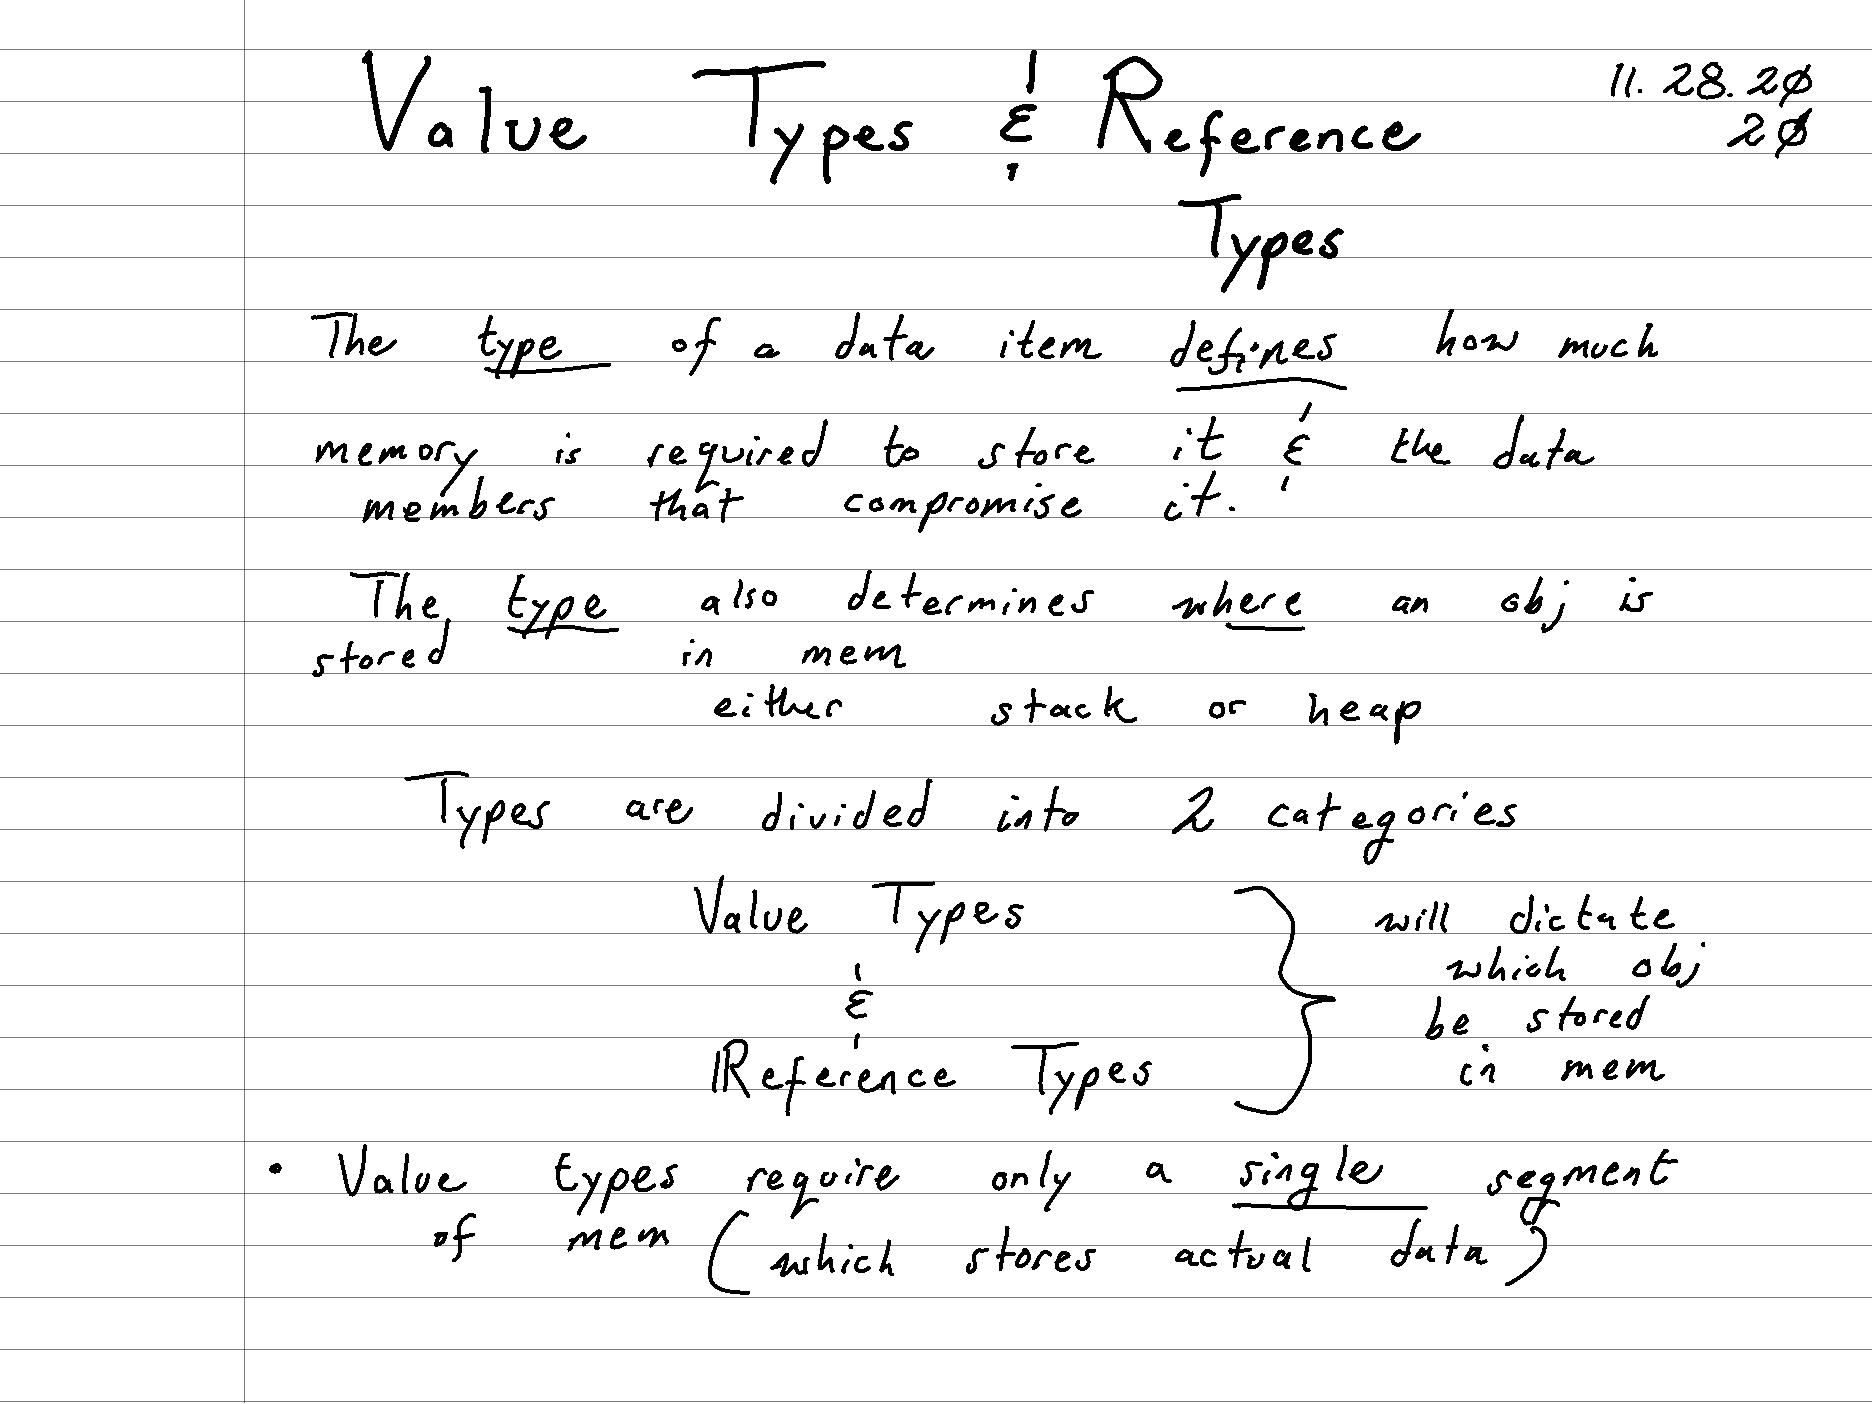 Value Types & Reference
Types
11.28.20
20
The type of a data item defines how much
memory is required to store it & the data
members that compromise it.
The type also determines where an obj is
stored in mem
either stack or heap
Types are divided into 2 categories
Value Types
&
Reference Types
will dictate
which obj
be stored
in mem
• Value types require only a single segment
of mem (which stores actual data)